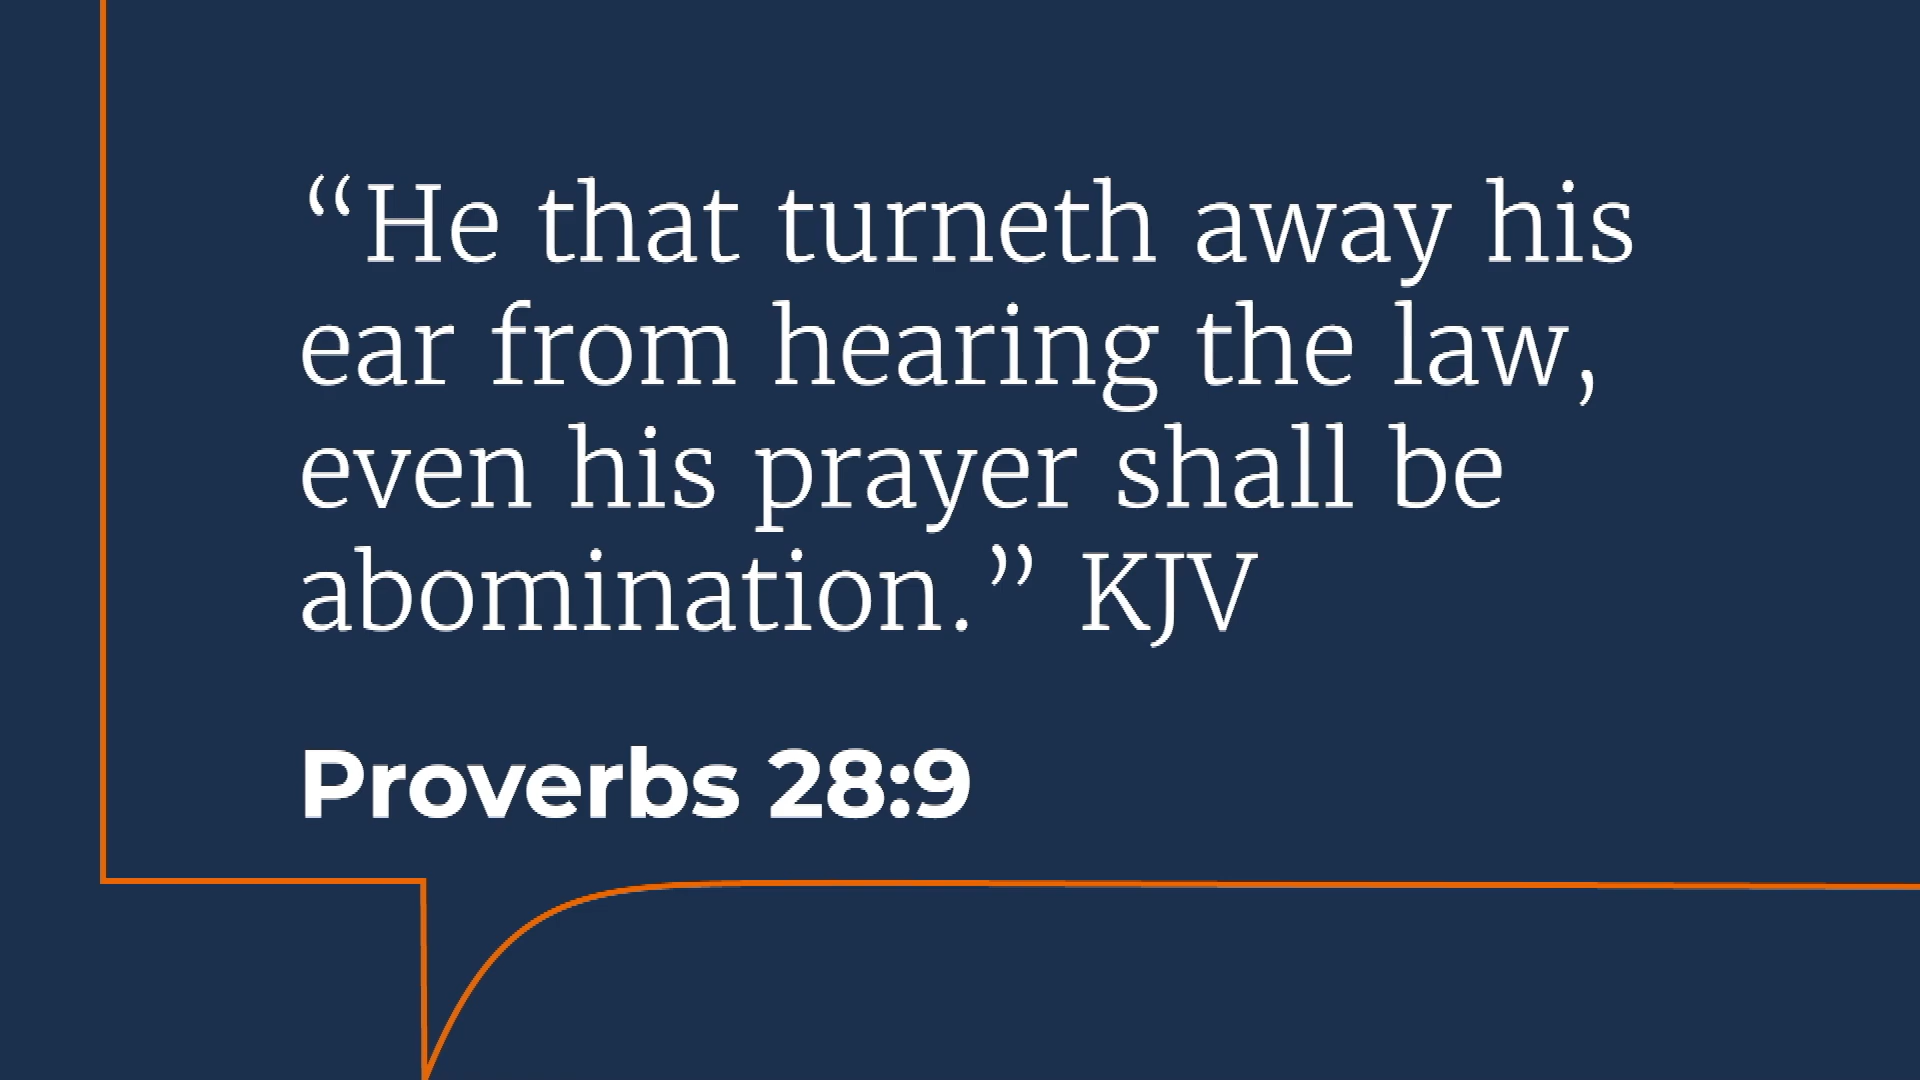 “He that turneth away his
ear from hearing the law,
even his prayer shall be
abomination.” KJV
Proverbs 28:9